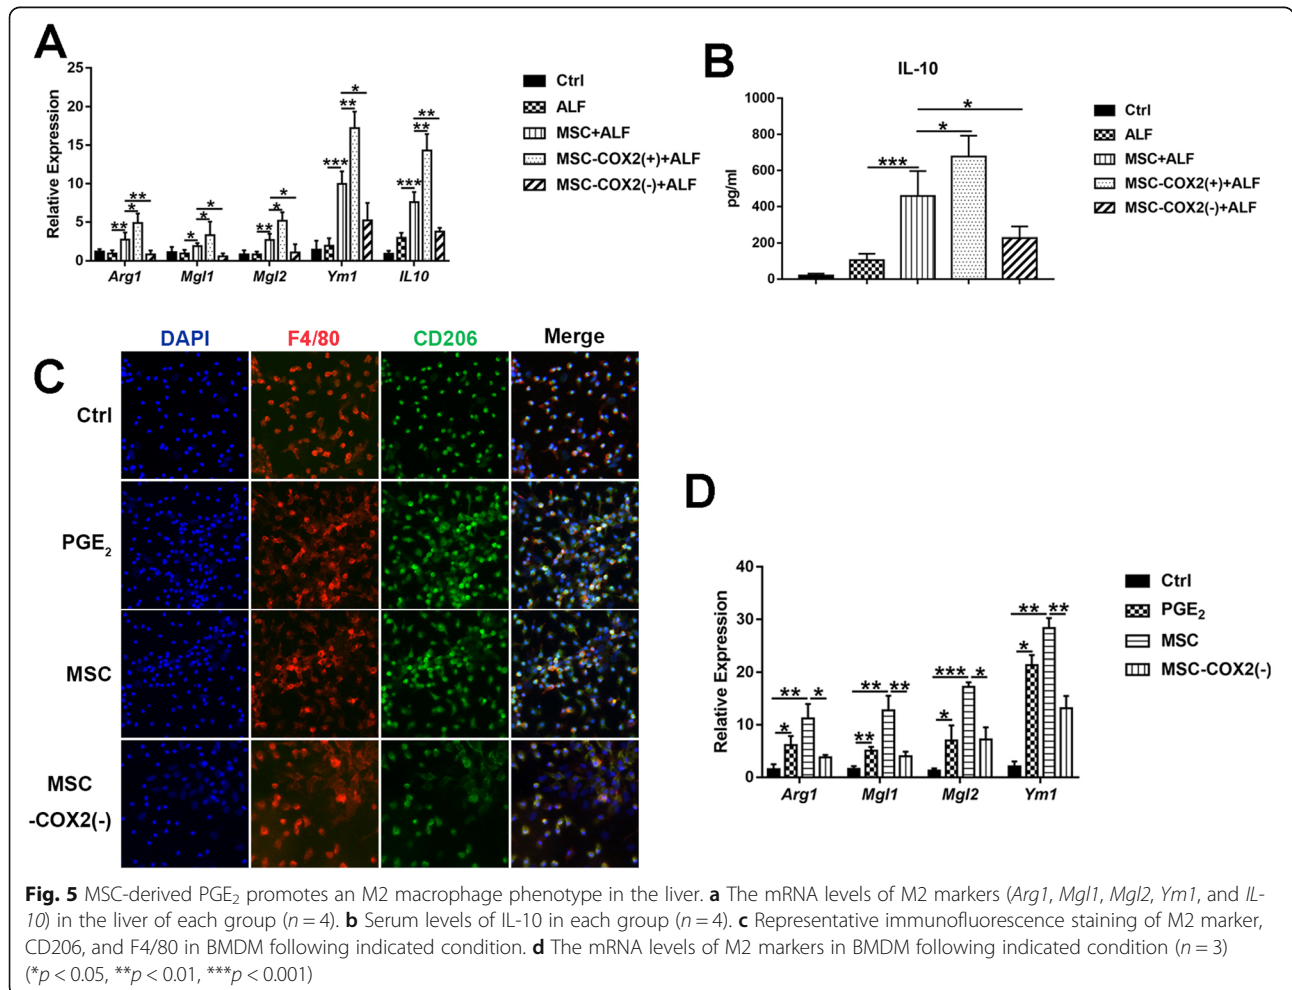 A
Relative Expression
25
20
15
10
5
0
*** ** *
** **
** * **
* * *
** * *
***
Arg1 Mgl1 Mgl2 Ym1 IL10
Ctrl
ALF
MSC+ALF
MSC-COX2(+)+ALF
MSC-COX2(-)+ALF
B
IL-10
pg/ml
1000
800
600
400
200
0
*
*
***
Ctrl
ALF
MSC+ALF
MSC-COX2(+)+ALF
MSC-COX2(-)+ALF
C
DAPI F4/80 CD206 Merge
Ctrl
PGE2
MSC
MSC
-COX2(-)
D
Relative Expression
40
30
20
10
0
** *
*
** **
**
*** *
*
** **
*
Arg1 Mgl1 Mgl2 Ym1
Ctrl
PGE2
MSC
MSC-COX2(-)
Fig. 5 MSC-derived PGE2 promotes an M2 macrophage phenotype in the liver. a The mRNA levels of M2 markers (Arg1, Mgl1, Mgl2, Ym1, and IL-
10) in the liver of each group (n = 4). b Serum levels of IL-10 in each group (n = 4). c Representative immunofluorescence staining of M2 marker,
CD206, and F4/80 in BMDM following indicated condition. d The mRNA levels of M2 markers in BMDM following indicated condition (n = 3)
(*p < 0.05, **p < 0.01, ***p < 0.001)